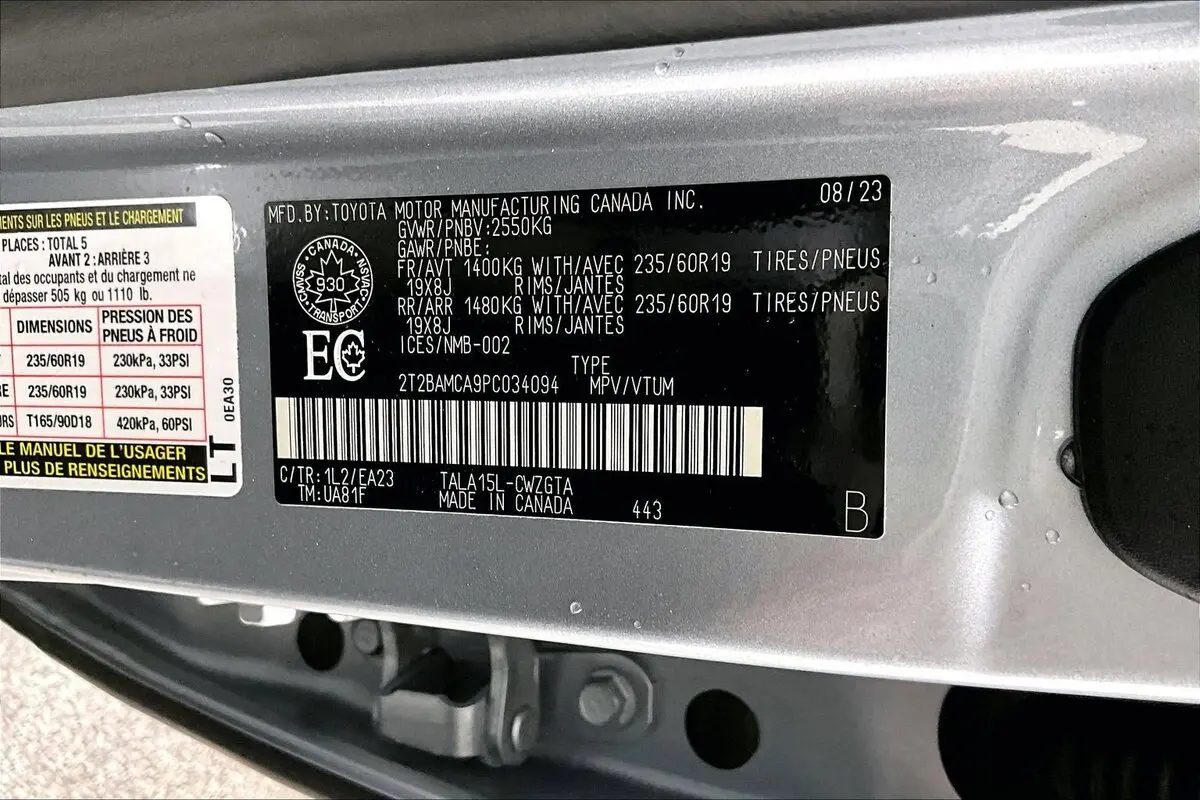 MENTS SUR LES PNEUS ET LE CHARGEMENT
PLACES : TOTAL 5
AVANT 2 : ARRIÈRE 3
tal des occupants et du chargement ne
dépasser 505 kg ou 1110 lb.
DIMENSIONS PRESSION DES PNEUS À FROID
235/60R19 230kPa, 33PSI
RE 235/60R19 230kPa, 33PSI
URS T165/90D18 420kPa, 60PSI
LE MANUEL DE L'USAGER
PLUS DE RENSEIGNEMENTS
LT
0EA30
MFD.BY:TOYOTA MOTOR MANUFACTURING CANADA INC. 08/23
GVWR/PNBV:2550KG
GAWR/PNBE:
FR/AVT 1400KG WITH/AVEC 235/60R19 TIRES/PNEUS
19X8J RIMS/JANTES
RR/ARR 1480KG WITH/AVEC 235/60R19 TIRES/PNEUS
19X8J RIMS/JANTES
ICES/NMB-002
CANADA
NSVAC
930
TRANSPORT
CMVSS
EC
TYPE
2T2BAMCA9PC034094 MPV/VTUM
C/TR:1L2/EA23 TALA15L-CWZGTA
TM:UA81F MADE IN CANADA 443
B